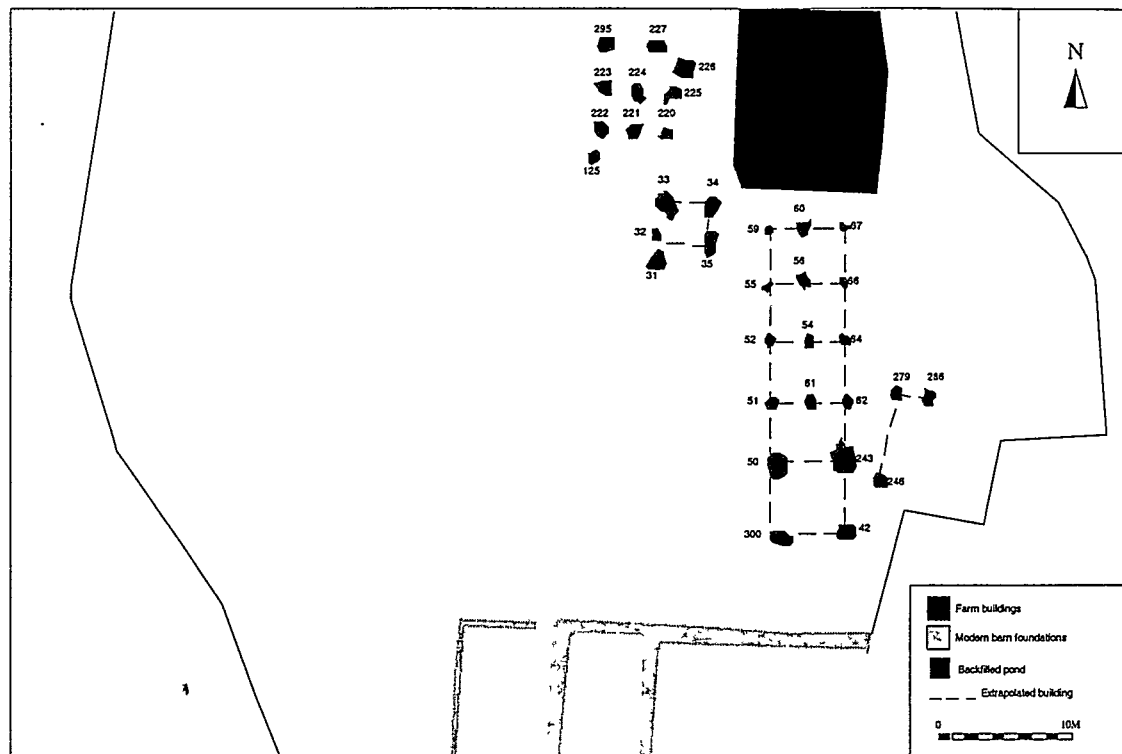 295 227
226
223 224
225
222 221 220
125
33 34
32
31 35
N
59 60 67
55 56 66
52 54 64
51 61 62
279 256
50 243
246
300 42
Farm buildings
Modern barn foundations
Backfilled pond
Extrapolated building
0 10M